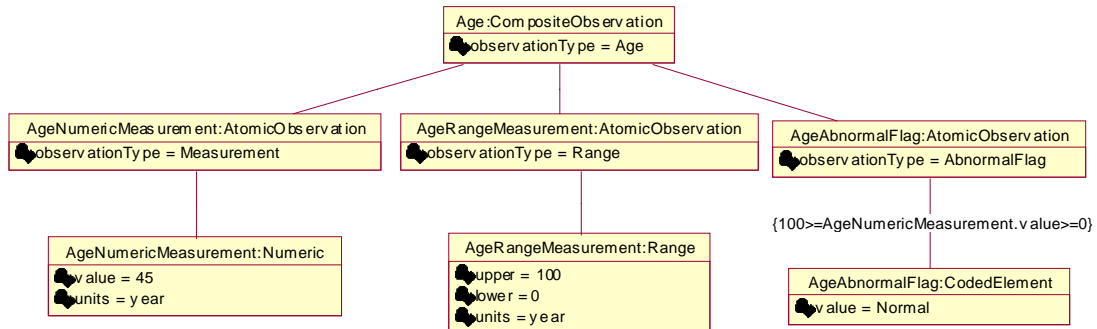 Age:CompositeObservation
observationType = Age
AgeNumericMeasurement:AtomicObservation
observationType = Measurement
AgeRangeMeasurement:AtomicObservation
observationType = Range
AgeAbnormalFlag:AtomicObservation
observationType = AbnormalFlag
{100>=AgeNumericMeasurement.value>=0}
AgeNumericMeasurement:Numeric
value = 45
units = year
AgeRangeMeasurement:Range
upper = 100
lower = 0
units = year
AgeAbnormalFlag:CodedElement
value = Normal